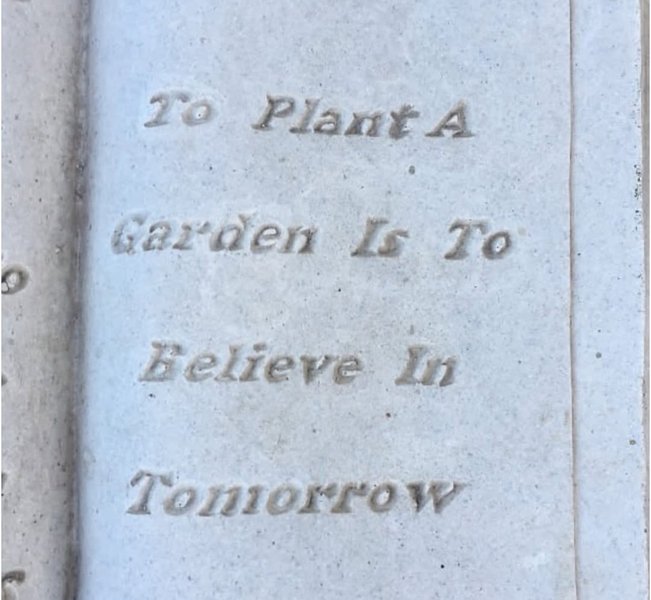 To Plant A
Garden Is To
Believe In
Tomorrow